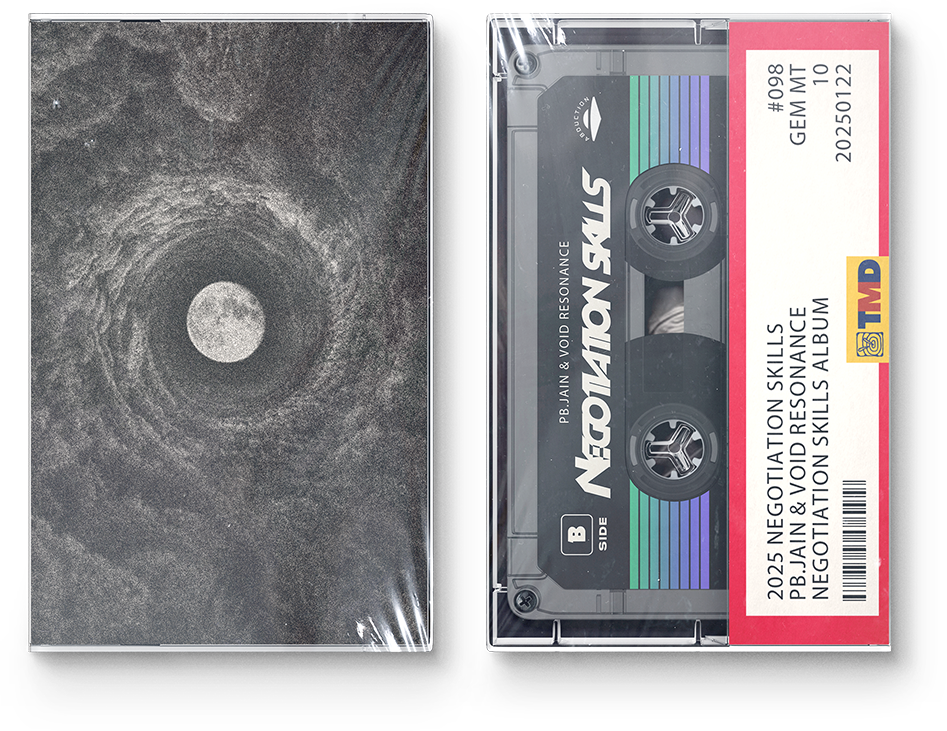 ABDUCTION
PB.JAIN & VOID RESONANCE
NEGOTIATION SKILLS
B
SIDE
#098
GEM MT
10
20250122
TMD
2025 NEGOTIATION SKILLS
PB.JAIN & VOID RESONANCE
NEGOTIATION SKILLS ALBUM